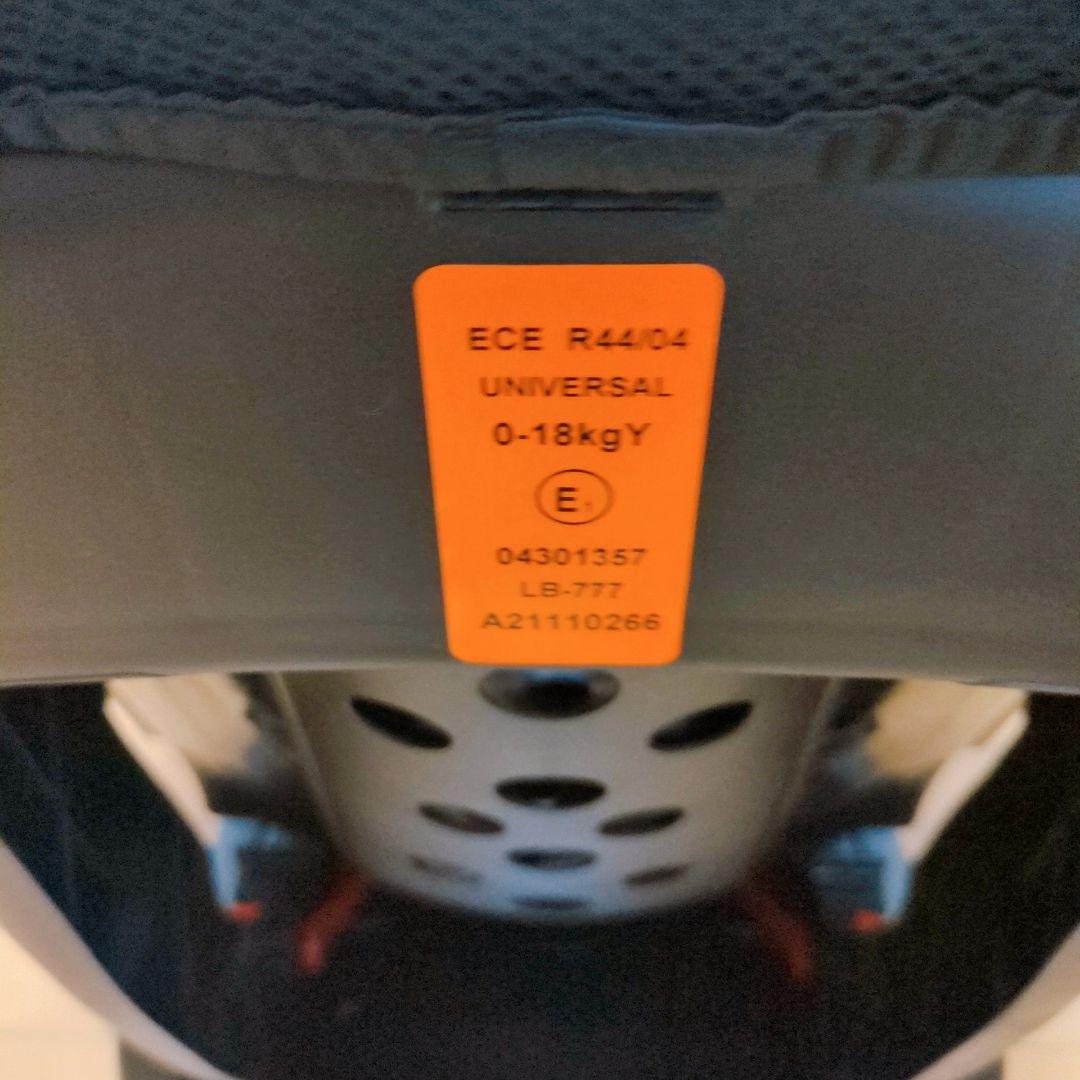 ECE R44/04
UNIVERSAL
0-18kgY
E1
04301357
LB-777
A21110266